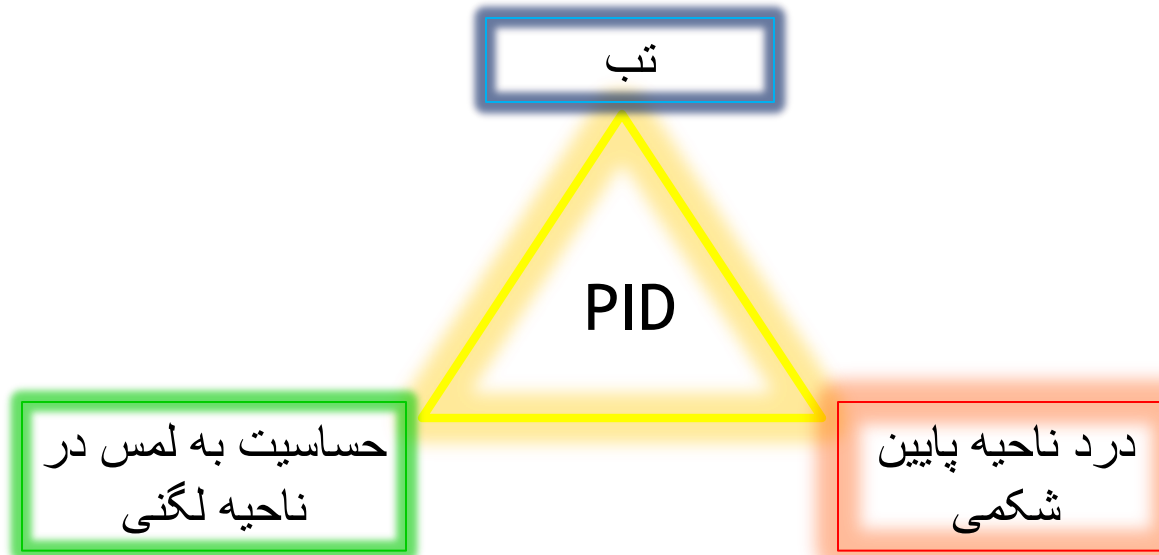 تب
PID
درد ناحیه پایین
شکمی
حساسیت به لمس در
ناحیه لگنی